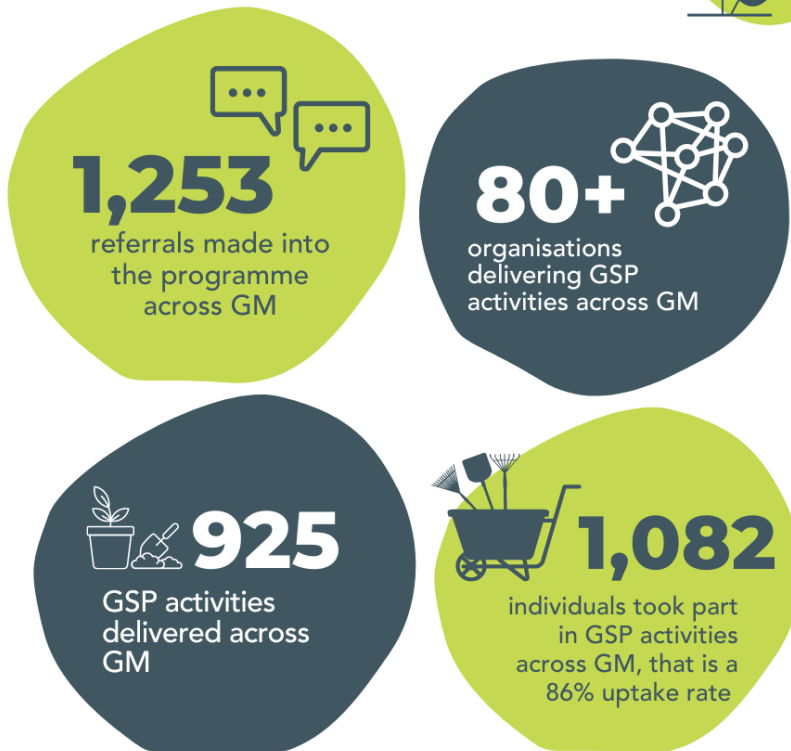 1,253
referrals made into
the programme
across GM
80+
organisations
delivering GSP
activities across GM
925
GSP activities
delivered across
GM
1,082
individuals took part
in GSP activities
across GM, that is a
86% uptake rate